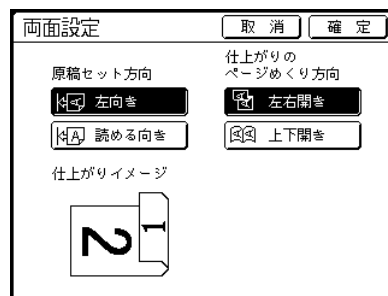 両面設定
取 消
確 定
原稿セット方向
左向き
読める向き
仕上がりの
ページめくり方向
左右開き
上下開き
仕上がりイメージ
2
1